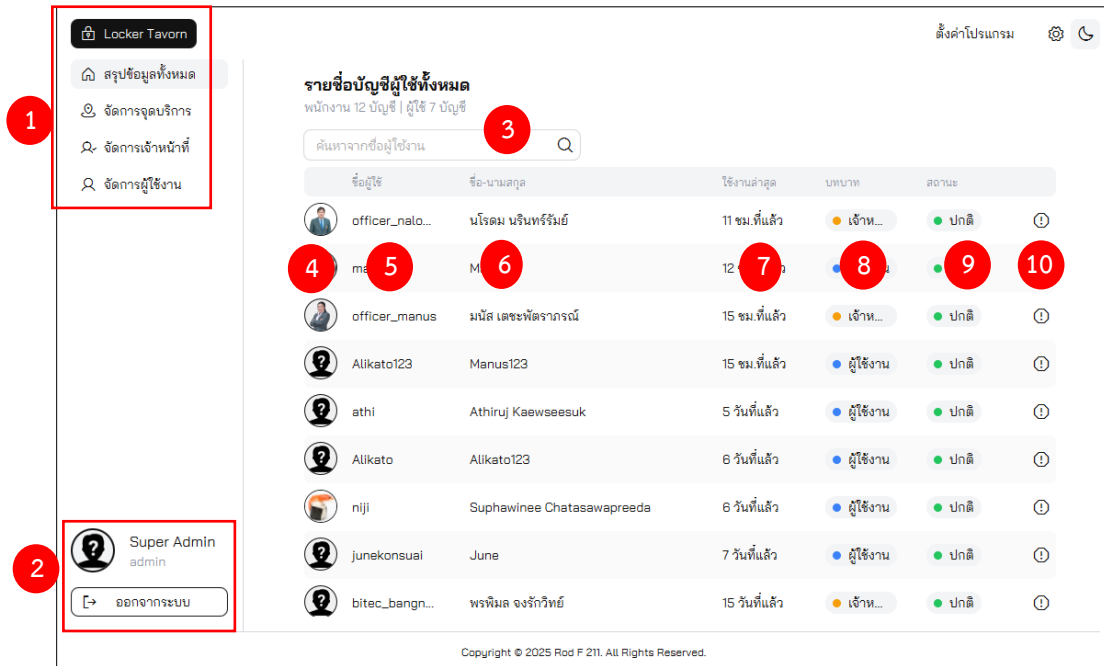 Locker Tavorn
ตั้งค่าโปรแกรม
สรุปข้อมูลทั้งหมด
จัดการจุดบริการ
จัดการเจ้าหน้าที่
จัดการผู้ใช้งาน
1
รายชื่อบัญชีผู้ใช้ทั้งหมด
พนักงาน 12 บัญชี | ผู้ใช้ 7 บัญชี
3
ค้นหาจากชื่อผู้ใช้งาน
ชื่อผู้ใช้ ชื่อ-นามสกุล ใช้งานล่าสุด บทบาท สถานะ
officer_nalo... นโรดม นรินทร์รัมย์ 11 ชม.ที่แล้ว เจ้าห... ปกติ
4 5 6 12 7 8 9 10
officer_manus มนัส เตชะพัตราภรณ์ 15 ชม.ที่แล้ว เจ้าห... ปกติ
Alikato123 Manus123 15 ชม.ที่แล้ว ผู้ใช้งาน ปกติ
athi Athiruj Kaewseesuk 5 วันที่แล้ว ผู้ใช้งาน ปกติ
Alikato Alikato123 6 วันที่แล้ว ผู้ใช้งาน ปกติ
niji Suphawinee Chatasawapreeda 6 วันที่แล้ว ผู้ใช้งาน ปกติ
junekonsuai June 7 วันที่แล้ว ผู้ใช้งาน ปกติ
bitec_bangn... พรพิมล จงรักวิทย์ 15 วันที่แล้ว เจ้าห... ปกติ
2
Super Admin
admin
ออกจากระบบ
Copyright © 2025 Rod F 211. All Rights Reserved.